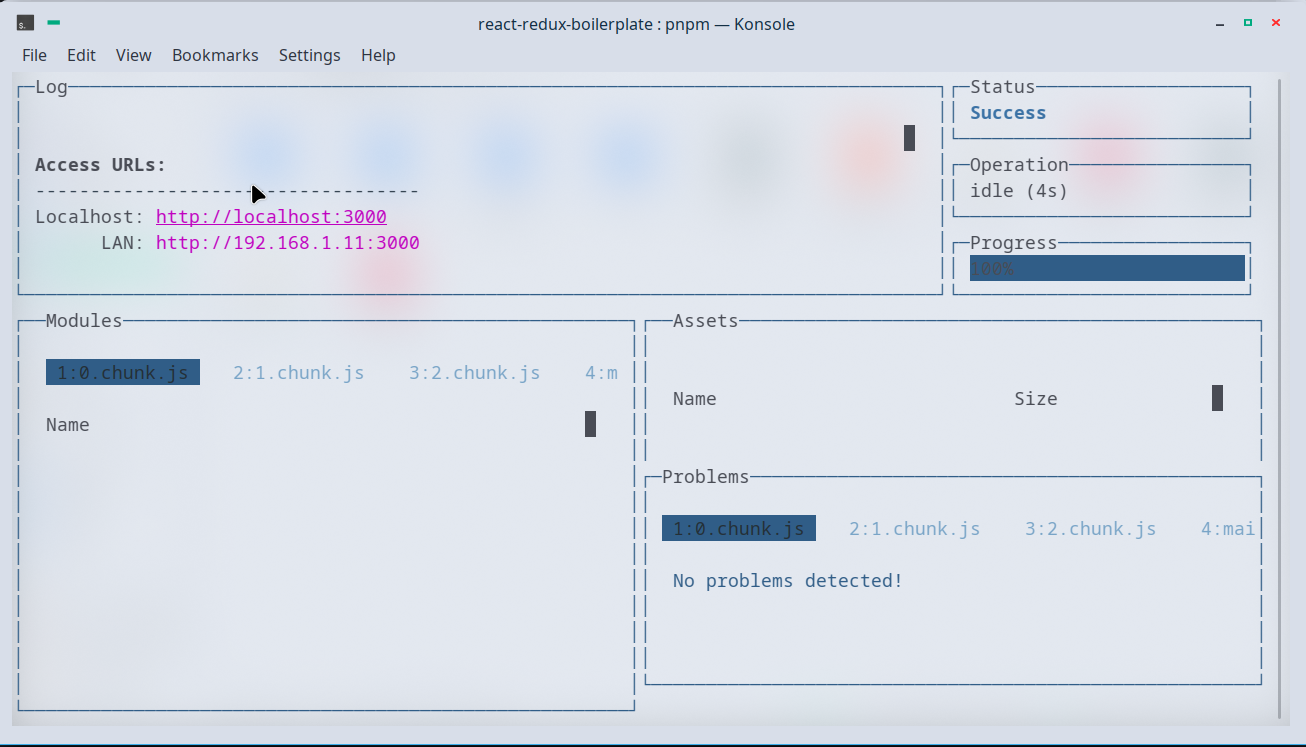 react-redux-boilerplate : pnpm — Konsole
File Edit View Bookmarks Settings Help
Log
Access URLs:
-----------------------------------
Localhost: http://localhost:3000
LAN: http://192.168.1.11:3000
Status
Success
Operation
idle (4s)
Progress
100%
Modules
1:0.chunk.js 2:1.chunk.js 3:2.chunk.js 4:m
Name
Assets
Name Size
Problems
1:0.chunk.js 2:1.chunk.js 3:2.chunk.js 4:mai
No problems detected!